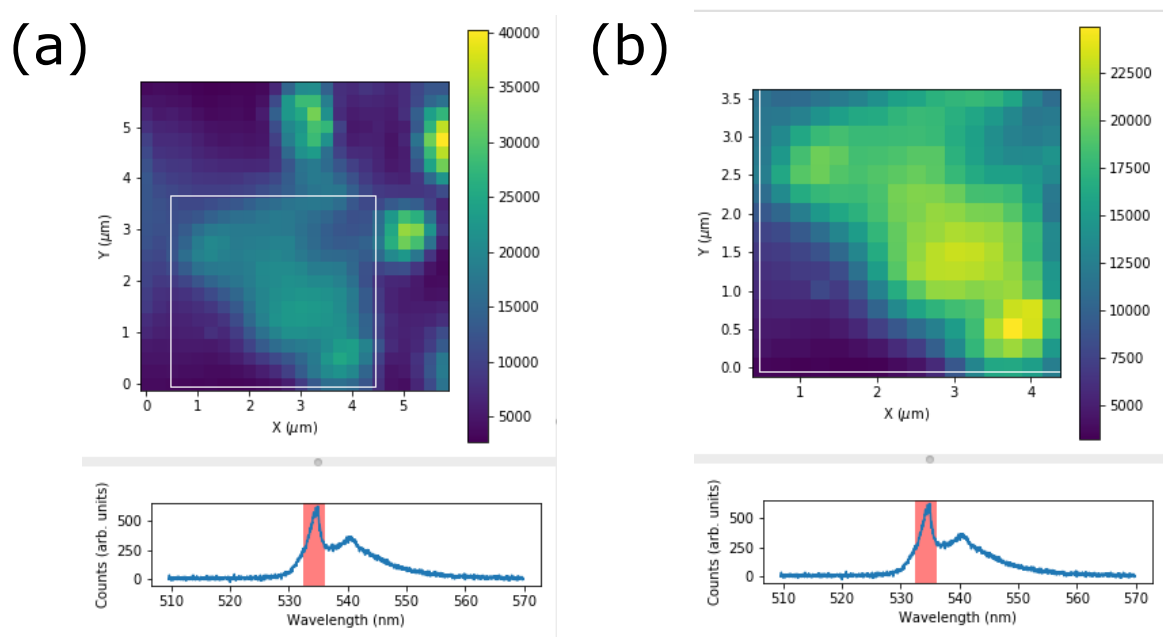 (a)
40000
35000
30000
25000
20000
15000
10000
5000
5
4
3
2
1
0
Y (μm)
0 1 2 3 4 5
X (μm)
500
250
0
Counts (arb. units)
510 520 530 540 550 560 570
Wavelength (nm)
(b)
22500
20000
17500
15000
12500
10000
7500
5000
3.5
3.0
2.5
2.0
1.5
1.0
0.5
0.0
Y (μm)
1 2 3 4
X (μm)
500
250
0
Counts (arb. units)
510 520 530 540 550 560 570
Wavelength (nm)